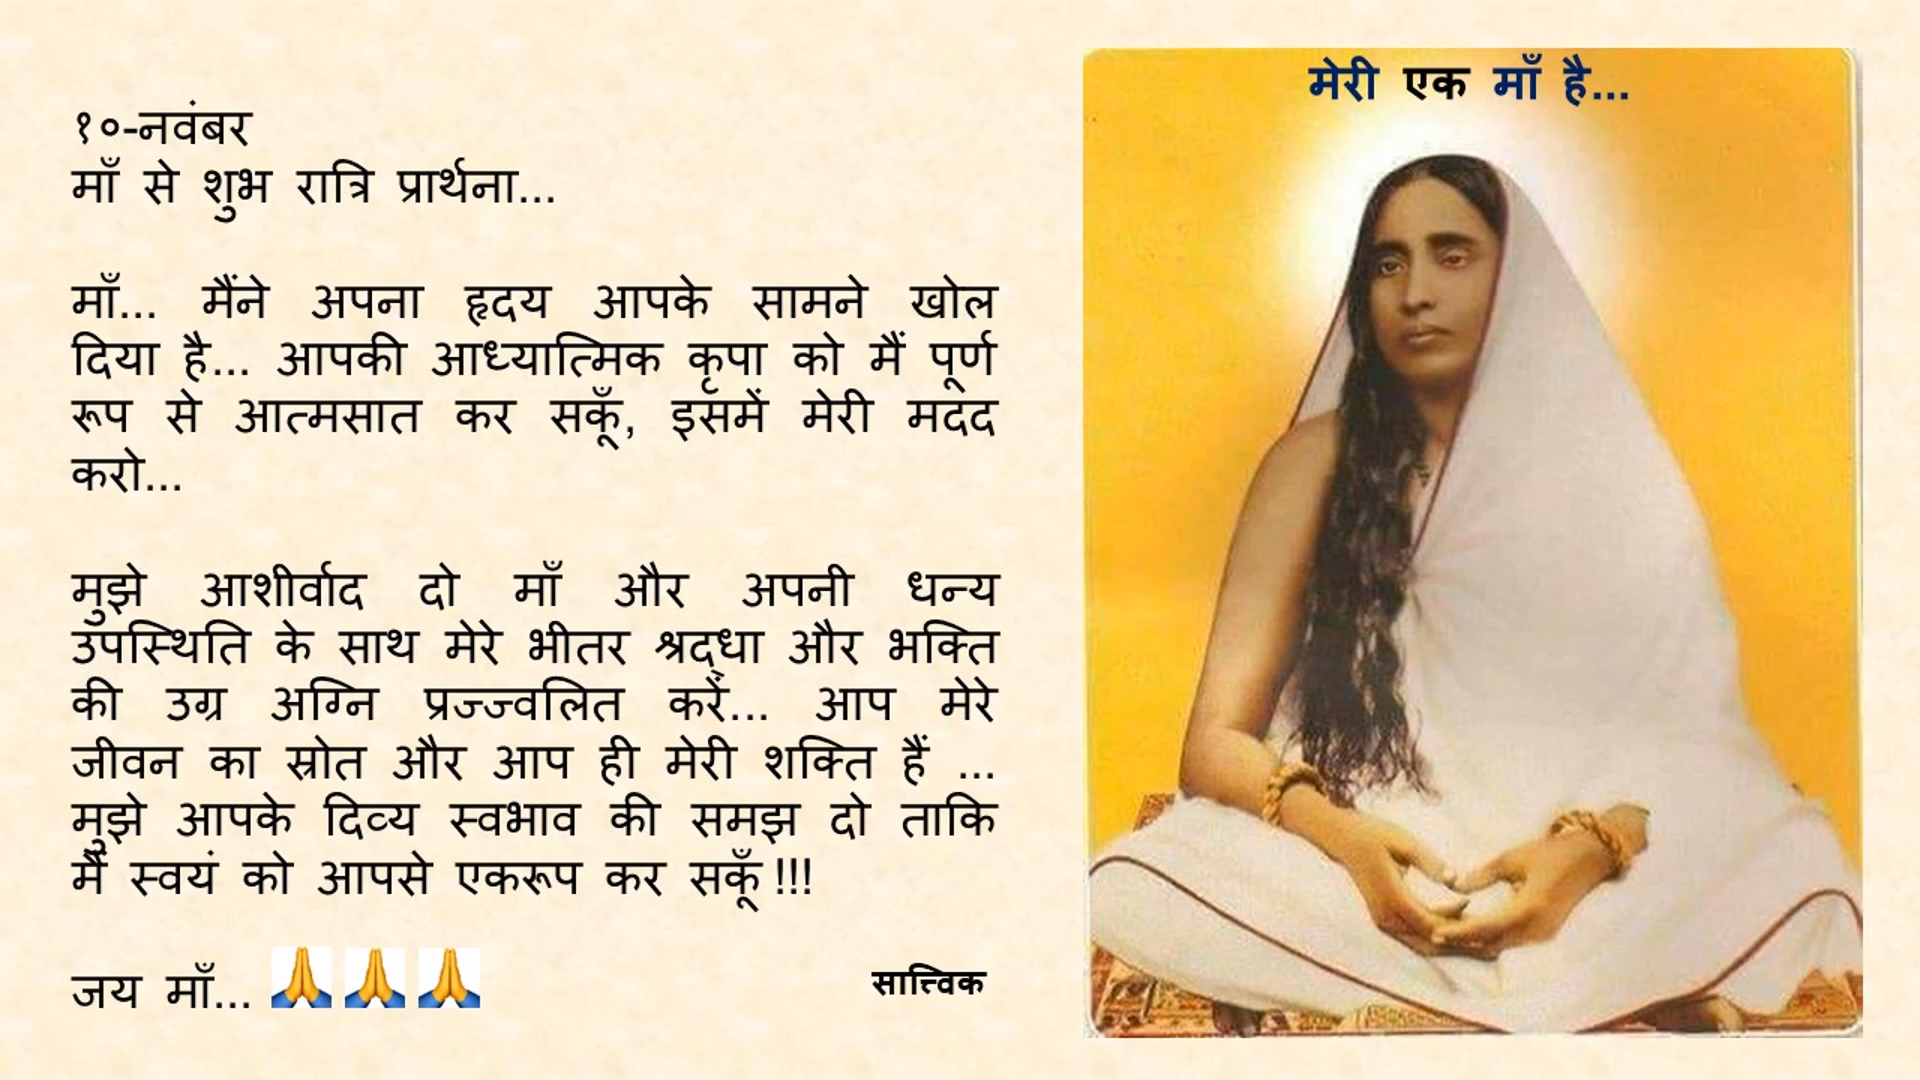 १०-नवंबर
माँ से शुभ रात्रि प्रार्थना...
माँ... मैंने अपना हृदय आपके सामने खोल
दिया है... आपकी आध्यात्मिक कृपा को मैं पूर्ण
रूप से आत्मसात कर सकूँ, इसमें मेरी मदद
करो...
मुझे आशीर्वाद दो माँ और अपनी धन्य
उपस्थिति के साथ मेरे भीतर श्रद्धा और भक्ति
की उग्र अग्नि प्रज्ज्वलित करें... आप मेरे
जीवन का स्रोत और आप ही मेरी शक्ति हैं ...
मुझे आपके दिव्य स्वभाव की समझ दो ताकि
मैं स्वयं को आपसे एकरूप कर सकूँ !!!
जय माँ... 🙏🙏🙏
सात्त्विक
मेरी एक माँ है...